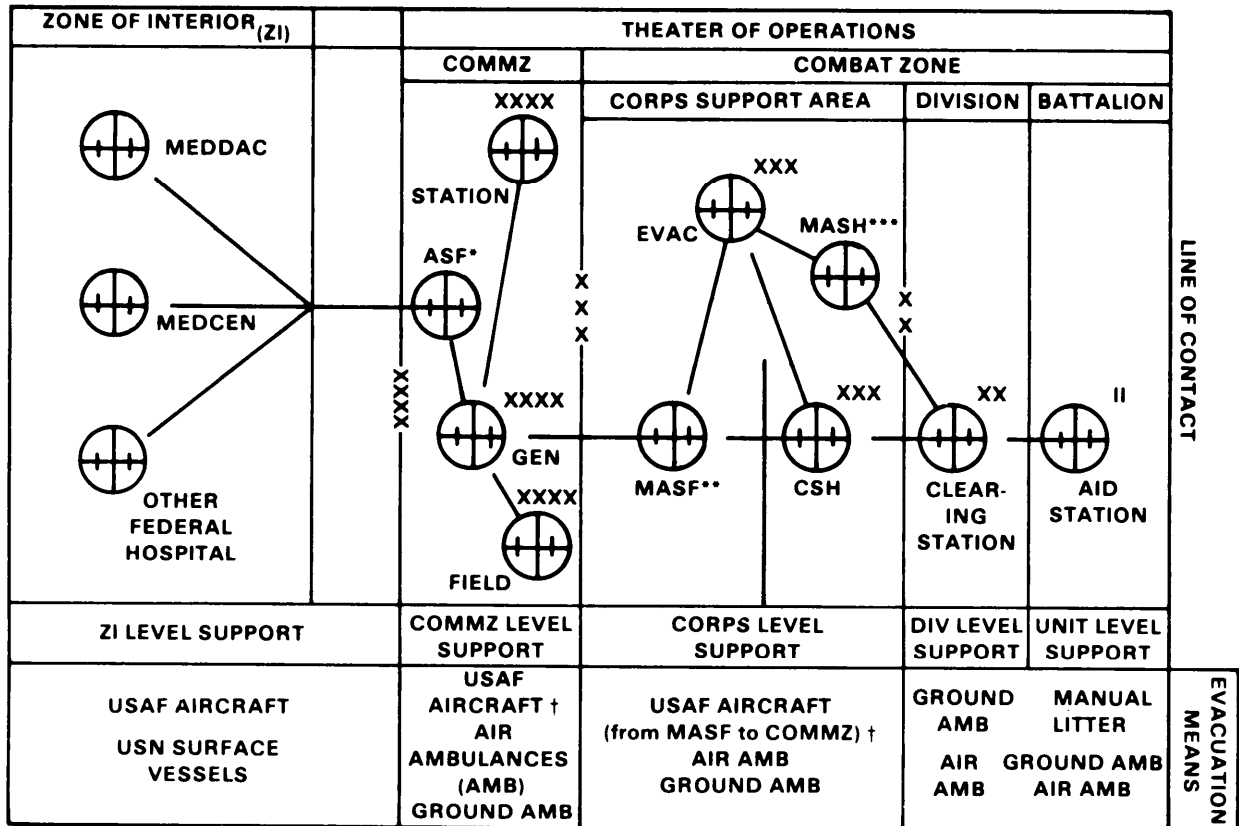 ZONE OF INTERIOR (ZI)
THEATER OF OPERATIONS
COMMZ
COMBAT ZONE
CORPS SUPPORT AREA
DIVISION
BATTALION
MEDDAC
MEDCEN
OTHER
FEDERAL
HOSPITAL
XXXX
STATION
ASF*
XXXX
XXXX
GEN
XXXX
FIELD
XXX
EVAC
MASH***
X
X
X
X
X
MASF**
XXX
CSH
XX
CLEAR-
ING
STATION
II
AID
STATION
LINE OF CONTACT
ZI LEVEL SUPPORT
COMMZ LEVEL
SUPPORT
CORPS LEVEL
SUPPORT
DIV LEVEL
SUPPORT
UNIT LEVEL
SUPPORT
USAF AIRCRAFT
USN SURFACE
VESSELS
USAF
AIRCRAFT †
AIR
AMBULANCES
(AMB)
GROUND AMB
USAF AIRCRAFT
(from MASF to COMMZ) †
AIR AMB
GROUND AMB
GROUND
AMB
AIR
AMB
MANUAL
LITTER
GROUND AMB
AIR AMB
EVACUATION
MEANS